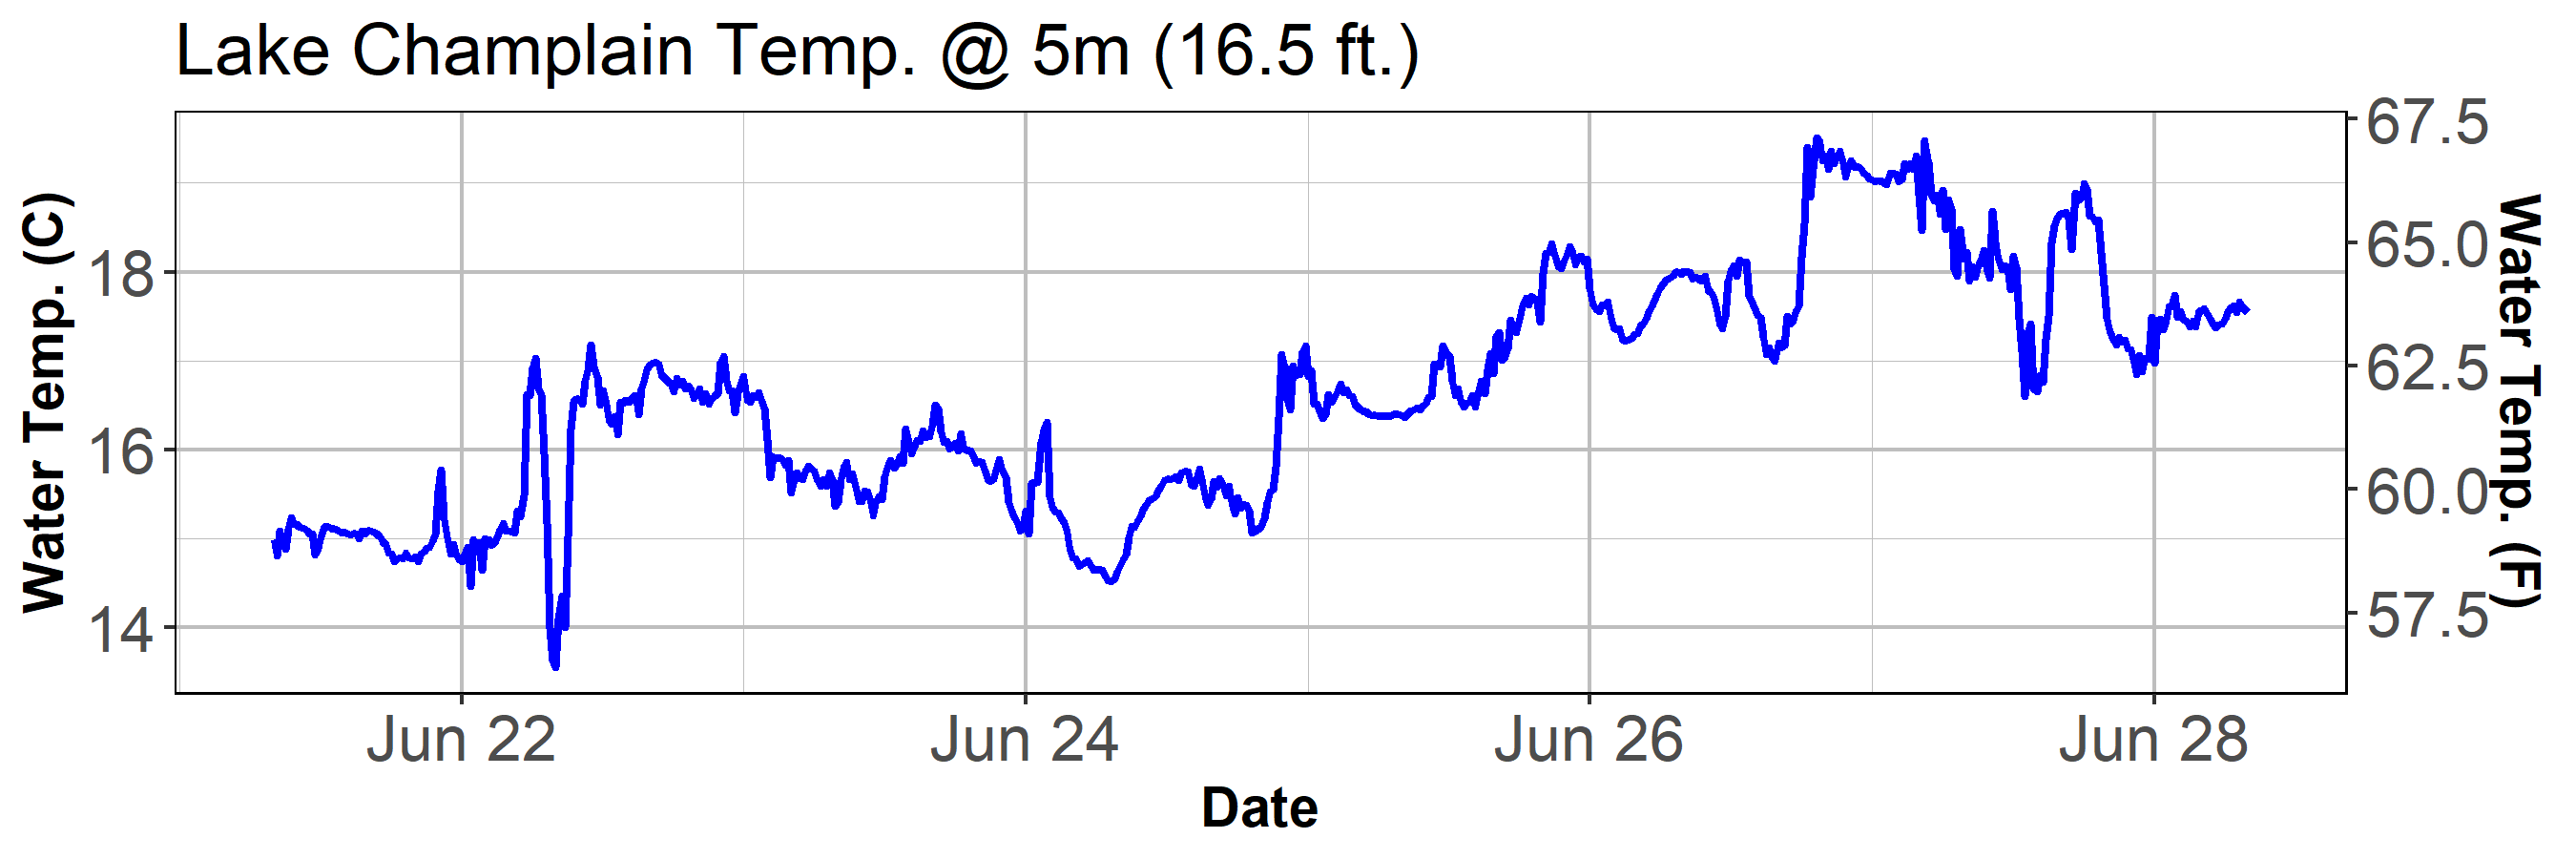 Lake Champlain Temp. @ 5m (16.5 ft.)
Water Temp. (C)
18
16
14
67.5
65.0
62.5
60.0
57.5
Water Temp. (F)
Jun 22 Jun 24 Jun 26 Jun 28
Date